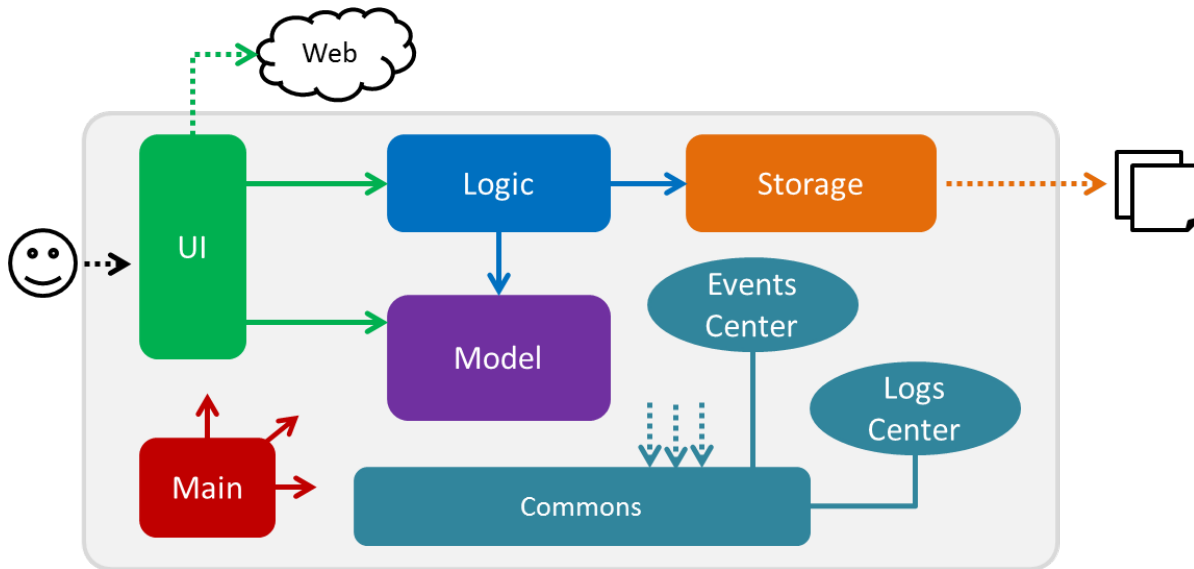 Web
UI
Logic
Storage
Events
Center
Model
Logs
Center
Main
Commons